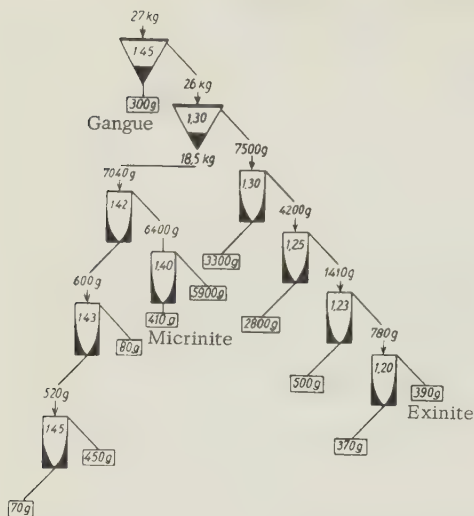 27 kg
1.45
26 kg
300g
Gangue
1,30
18,5 kg
7500g
7040g
1.42
1,30
6400g
4200g
1,40
1,25
600g
3300g
5900g
1410g
410g
Micrinite
1.43
80g
2800g
1,23
780g
520g
500g
1,20
390g
Exinite
1.45
450g
370g
70g